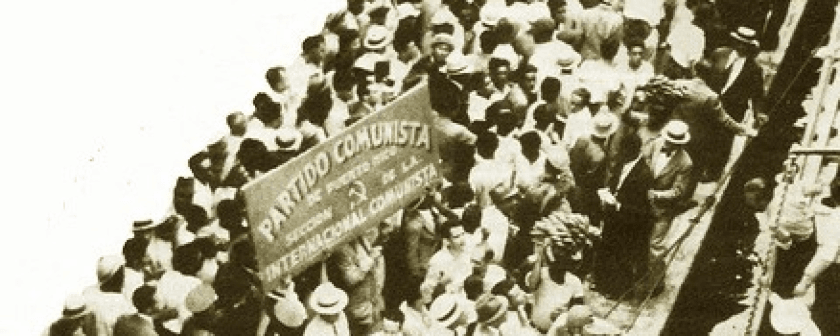 PARTIDO COMUNISTA
DE PUERTO RICO
SECCION DE LA
INTERNACIONAL COMUNISTA